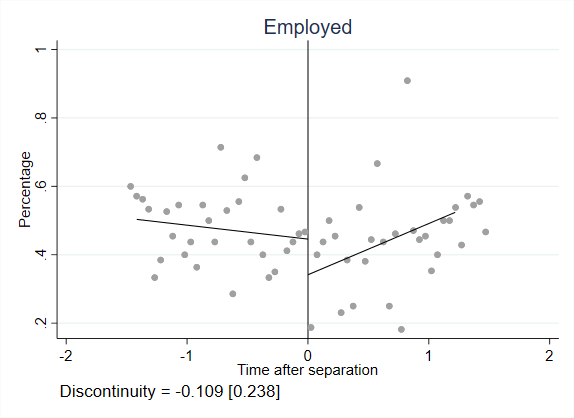 Employed
Percentage
1
.8
.6
.4
.2
-2 -1 0 1 2
Time after separation
Discontinuity = -0.109 [0.238]